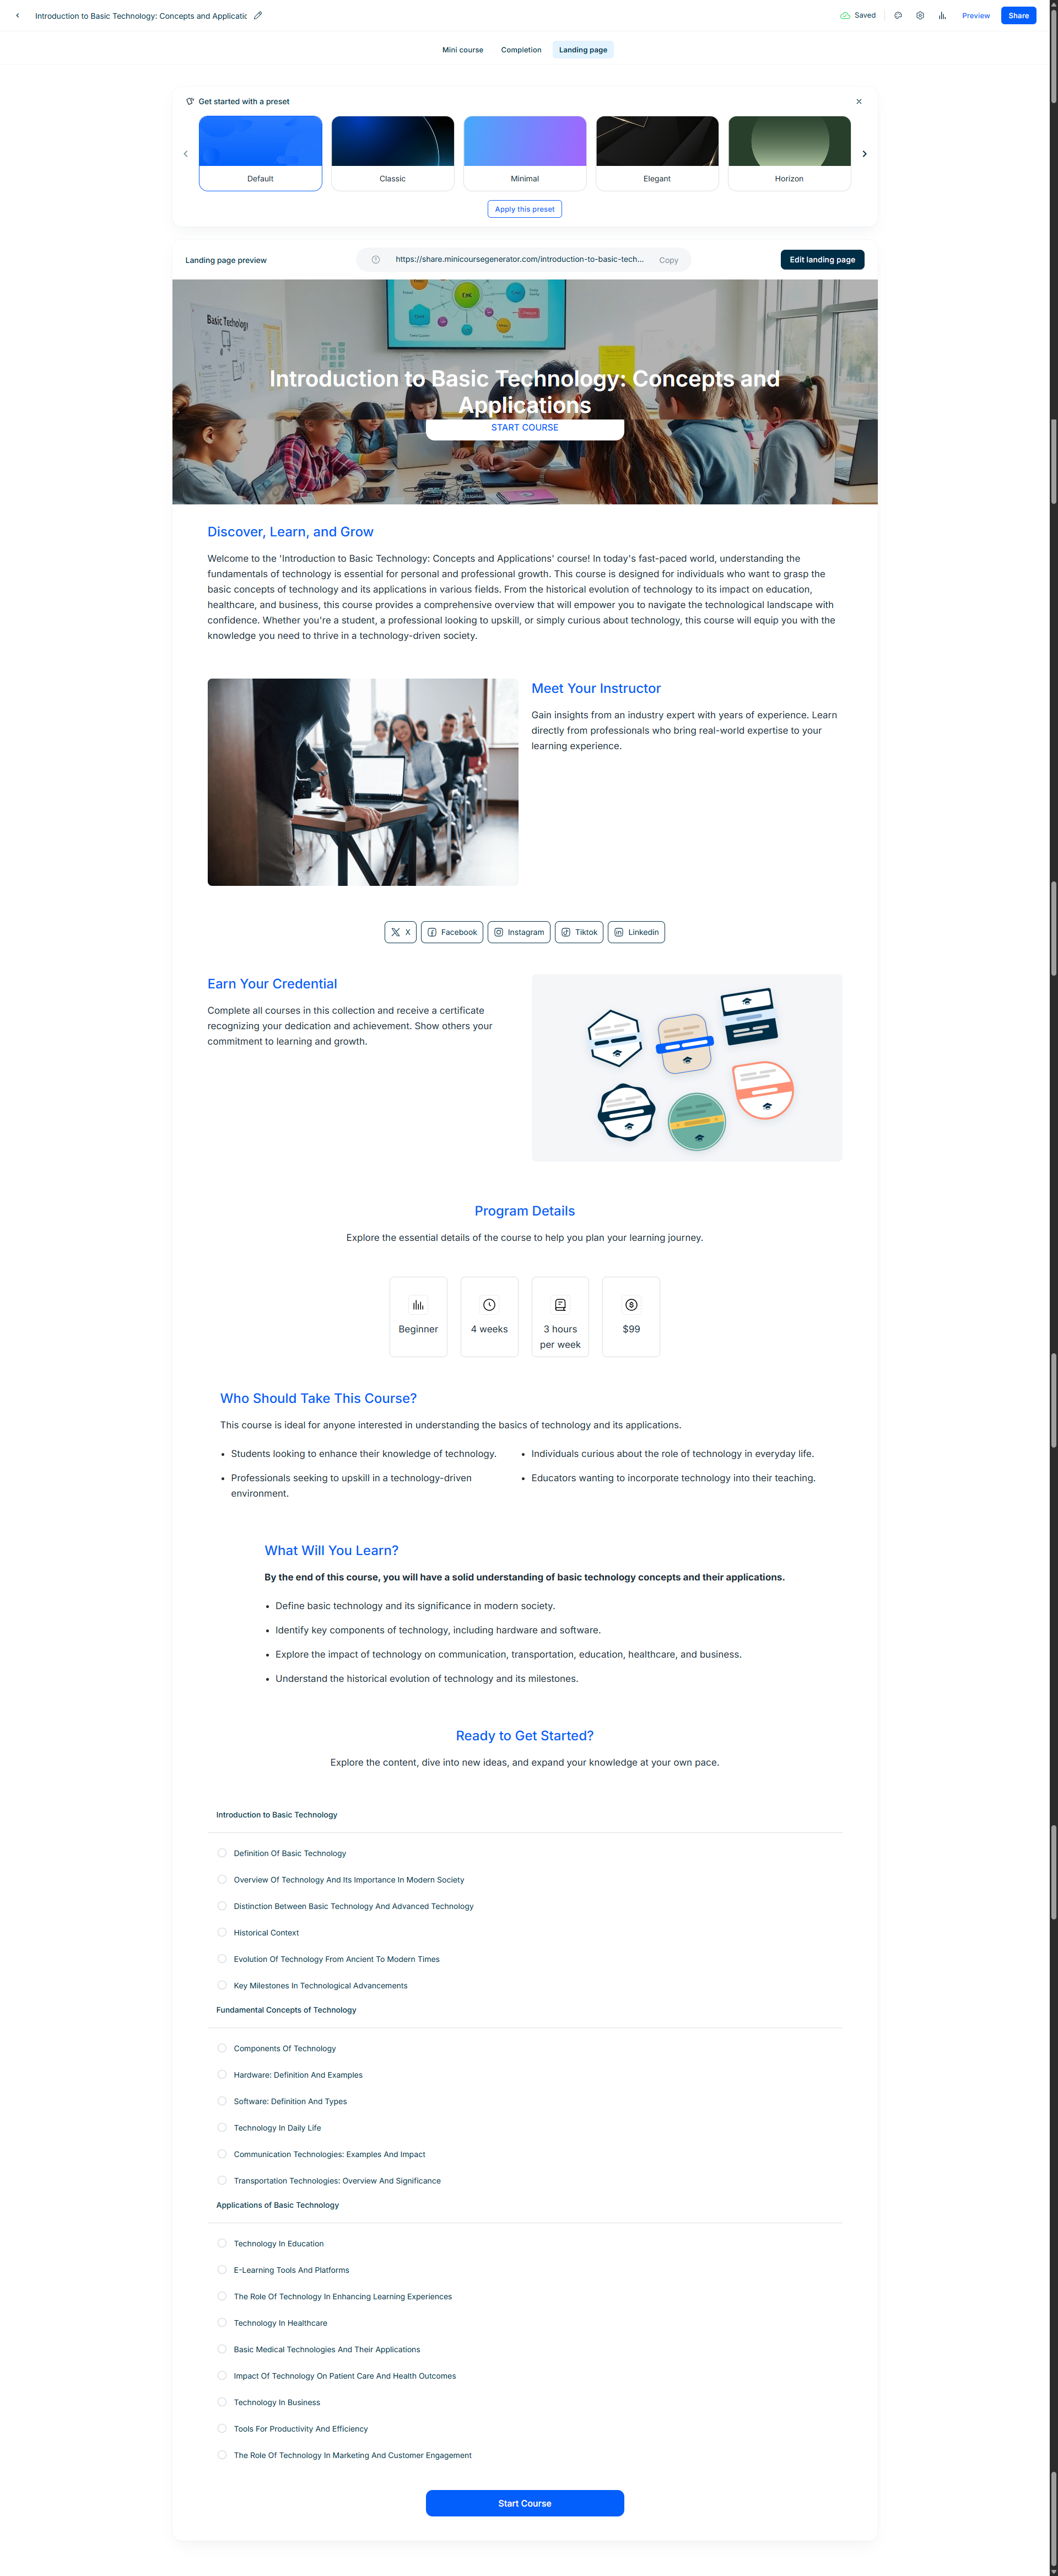 Introduction to Basic Technology: Concepts and Applicatio
Saved
Preview
Share
Mini course
Completion
Landing page
Get started with a preset
Default
Classic
Minimal
Elegant
Horizon
Apply this preset
Landing page preview
https://share.minicoursegenerator.com/introduction-to-basic-tech...
Copy
Edit landing page
Basic Technology
Introduction to Basic Technology: Concepts and
Applications
START COURSE
Discover, Learn, and Grow
Welcome to the 'Introduction to Basic Technology: Concepts and Applications' course! In today's fast-paced world, understanding the
fundamentals of technology is essential for personal and professional growth. This course is designed for individuals who want to grasp the
basic concepts of technology and its applications in various fields. From the historical evolution of technology to its impact on education,
healthcare, and business, this course provides a comprehensive overview that will empower you to navigate the technological landscape with
confidence. Whether you're a student, a professional looking to upskill, or simply curious about technology, this course will equip you with the
knowledge you need to thrive in a technology-driven society.
Meet Your Instructor
Gain insights from an industry expert with years of experience. Learn
directly from professionals who bring real-world expertise to your
learning experience.
X
Facebook
Instagram
Tiktok
Linkedin
Earn Your Credential
Complete all courses in this collection and receive a certificate
recognizing your dedication and achievement. Show others your
commitment to learning and growth.
Program Details
Explore the essential details of the course to help you plan your learning journey.
Beginner
4 weeks
3 hours
per week
$99
Who Should Take This Course?
This course is ideal for anyone interested in understanding the basics of technology and its applications.
• Students looking to enhance their knowledge of technology.
• Individuals curious about the role of technology in everyday life.
• Professionals seeking to upskill in a technology-driven
environment.
• Educators wanting to incorporate technology into their teaching.
What Will You Learn?
By the end of this course, you will have a solid understanding of basic technology concepts and their applications.
• Define basic technology and its significance in modern society.
• Identify key components of technology, including hardware and software.
• Explore the impact of technology on communication, transportation, education, healthcare, and business.
• Understand the historical evolution of technology and its milestones.
Ready to Get Started?
Explore the content, dive into new ideas, and expand your knowledge at your own pace.
Introduction to Basic Technology
Definition Of Basic Technology
Overview Of Technology And Its Importance In Modern Society
Distinction Between Basic Technology And Advanced Technology
Historical Context
Evolution Of Technology From Ancient To Modern Times
Key Milestones In Technological Advancements
Fundamental Concepts of Technology
Components Of Technology
Hardware: Definition And Examples
Software: Definition And Types
Technology In Daily Life
Communication Technologies: Examples And Impact
Transportation Technologies: Overview And Significance
Applications of Basic Technology
Technology In Education
E-Learning Tools And Platforms
The Role Of Technology In Enhancing Learning Experiences
Technology In Healthcare
Basic Medical Technologies And Their Applications
Impact Of Technology On Patient Care And Health Outcomes
Technology In Business
Tools For Productivity And Efficiency
The Role Of Technology In Marketing And Customer Engagement
Start Course